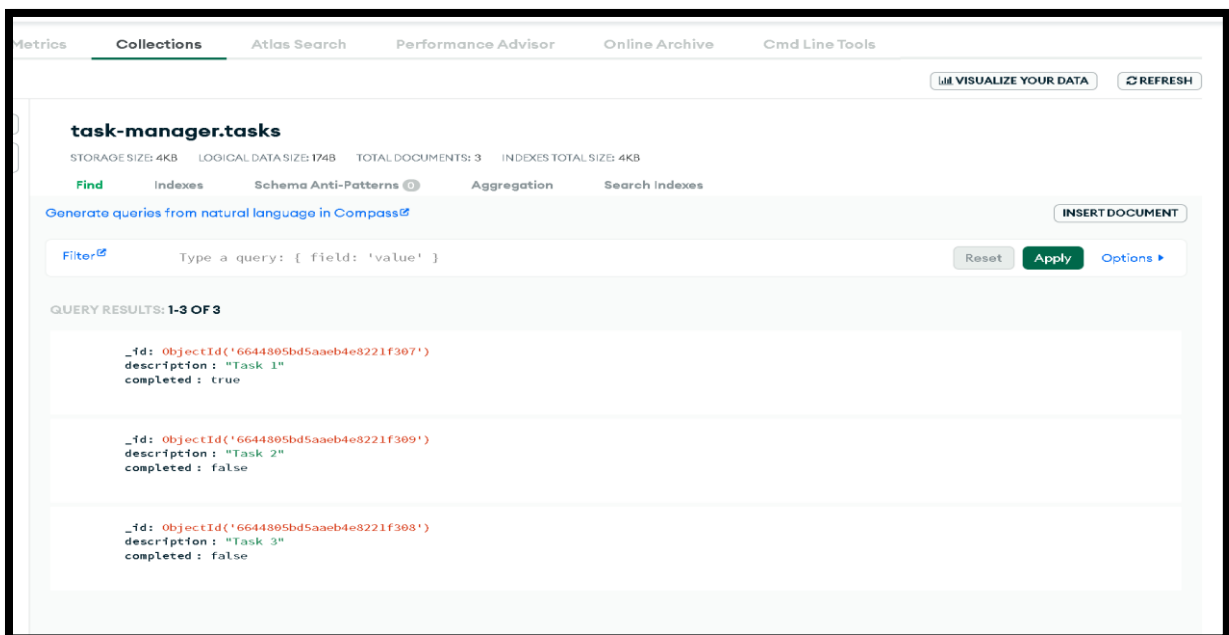 Metrics Collections Atlas Search Performance Advisor Online Archive Cmd Line Tools
VISUALIZE YOUR DATA REFRESH
task-manager.tasks
STORAGE SIZE: 4KB LOGICAL DATA SIZE: 174B TOTAL DOCUMENTS: 3 INDEXES TOTAL SIZE: 4KB
Find Indexes Schema Anti-Patterns 0 Aggregation Search Indexes
Generate queries from natural language in Compass
INSERT DOCUMENT
Filter Type a query: { field: 'value' } Reset Apply Options
QUERY RESULTS: 1-3 OF 3
_id: ObjectId('6644805bd5aaeb4e8221f307')
description : "Task 1"
completed : true
_id: ObjectId('6644805bd5aaeb4e8221f309')
description : "Task 2"
completed : false
_id: ObjectId('6644805bd5aaeb4e8221f308')
description : "Task 3"
completed : false